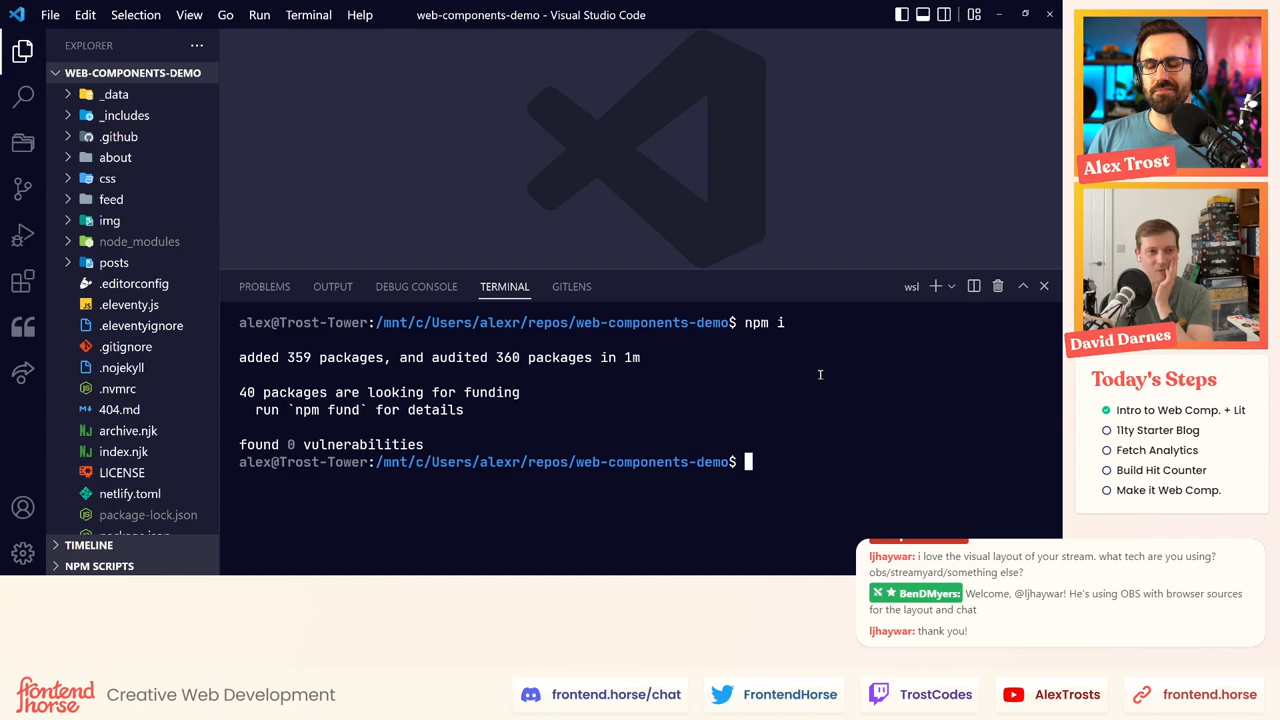 File Edit Selection View Go Run Terminal Help
web-components-demo - Visual Studio Code
EXPLORER
WEB-COMPONENTS-DEMO
_data
_includes
.github
about
css
feed
img
node_modules
posts
.editorconfig
.eleventy.js
.eleventyignore
.gitignore
.nojekyll
.nvmrc
404.md
archive.njk
index.njk
LICENSE
netlify.toml
package-lock.json
TIMELINE
NPM SCRIPTS
PROBLEMS OUTPUT DEBUG CONSOLE TERMINAL GITLENS
wsl
alex@Trost-Tower:/mnt/c/Users/alexr/repos/web-components-demo$ npm i
added 359 packages, and audited 360 packages in 1m
40 packages are looking for funding
run `npm fund` for details
found 0 vulnerabilities
alex@Trost-Tower:/mnt/c/Users/alexr/repos/web-components-demo$
Alex Trost
David Darnes
Today's Steps
Intro to Web Comp. + Lit
11ty Starter Blog
Fetch Analytics
Build Hit Counter
Make it Web Comp.
ljhaywar: i love the visual layout of your stream. what tech are you using?
obs/streamyard/something else?
BenDMyers: Welcome, @ljhaywar! He's using OBS with browser sources
for the layout and chat
ljhaywar: thank you!
frontend
horse
Creative Web Development
frontend.horse/chat
FrontendHorse
TrostCodes
AlexTrosts
frontend.horse